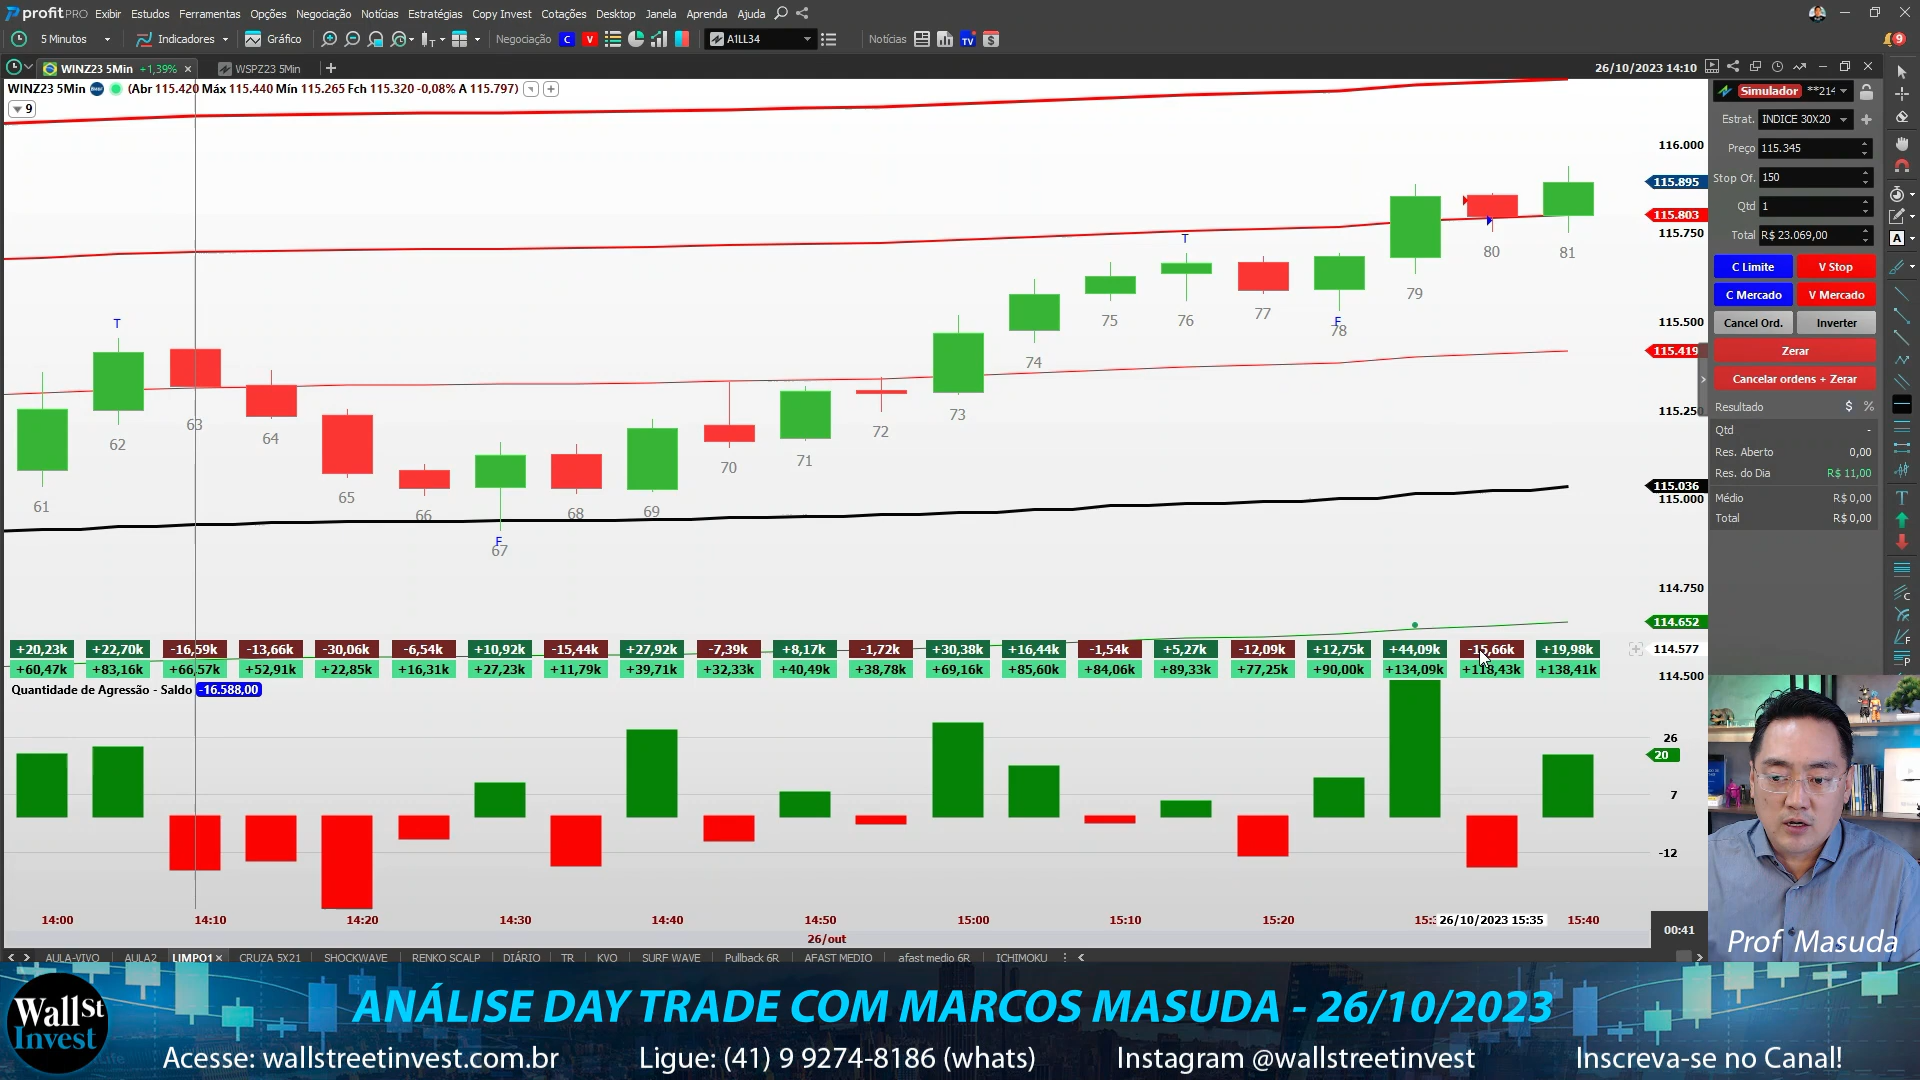 profit PRO Exibir Estudos Ferramentas Opções Negociação Notícias Estratégias Copy Invest Cotações Desktop Janela Aprenda Ajuda
5 Minutos Indicadores Gráfico Negociação C V A1LL34 Notícias TV $ 9
WINZ23 5Min +1,39% × WSPZ23 5Min + 26/10/2023 14:10
WINZ23 5Min (Abr 115.420 Máx 115.440 Mín 115.265 Fch 115.320 -0,08% A 115.797)
9
116.000
115.895
115.803
115.750
115.500
115.419
115.250
115.036
115.000
114.750
114.652
114.577
114.500
T T F F
61 62 63 64 65 66 67 68 69 70 71 72 73 74 75 76 77 78 79 80 81
+20,23k +22,70k -16,59k -13,66k -30,06k -6,54k +10,92k -15,44k +27,92k -7,39k +8,17k -1,72k +30,38k +16,44k -1,54k +5,27k -12,09k +12,75k +44,09k -15,66k +19,98k
+60,47k +83,16k +66,57k +52,91k +22,85k +16,31k +27,23k +11,79k +39,71k +32,33k +40,49k +38,78k +69,16k +85,60k +84,06k +89,33k +77,25k +90,00k +134,09k +118,43k +138,41k
Quantidade de Agressão - Saldo -16.588,00
26
20
7
-12
14:00 14:10 14:20 14:30 14:40 14:50 15:00 15:10 15:20 15:3 26/10/2023 15:35 15:40
26/out
00:41
AULA-VIVO AULA2 LIMPO1 × CRUZA 5X21 SHOCKWAVE RENKO SCALP DIÁRIO TR KVO SURF WAVE Pullback 6R AFAST MEDIO afast medio 6R ICHIMOKU
Simulador **214
Estrat. INDICE 30X20
Preço 115.345
Stop Of. 150
Qtd 1
Total R$ 23.069,00
C Limite V Stop
C Mercado V Mercado
Cancel Ord. Inverter
Zerar
Cancelar ordens + Zerar
Resultado $ %
Qtd -
Res. Aberto 0,00
Res. do Dia R$ 11,00
Médio R$ 0,00
Total R$ 0,00
Prof Masuda
Wall St
Invest
ANÁLISE DAY TRADE COM MARCOS MASUDA - 26/10/2023
Acesse: wallstreetinvest.com.br Ligue: (41) 9 9274-8186 (whats) Instagram @wallstreetinvest Inscreva-se no Canal!